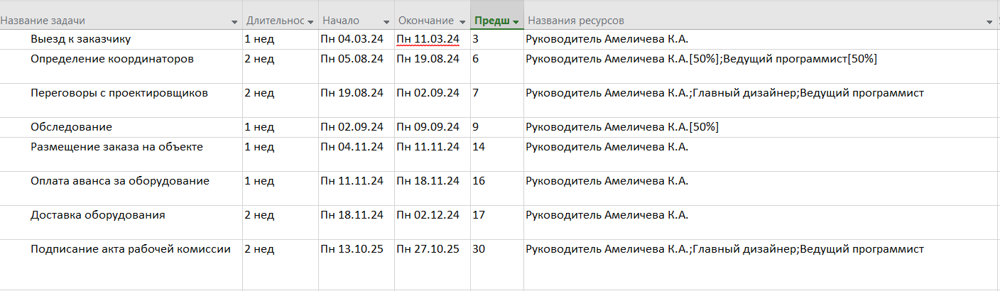 Название задачи Длительнос Начало Окончание Предш Названия ресурсов
Выезд к заказчику 1 нед Пн 04.03.24 Пн 11.03.24 3 Руководитель Амеличева К.А.
Определение координаторов 2 нед Пн 05.08.24 Пн 19.08.24 6 Руководитель Амеличева К.А.[50%];Ведущий программист[50%]
Переговоры с проектировщиков 2 нед Пн 19.08.24 Пн 02.09.24 7 Руководитель Амеличева К.А.;Главный дизайнер;Ведущий программист
Обследование 1 нед Пн 02.09.24 Пн 09.09.24 9 Руководитель Амеличева К.А.[50%]
Размещение заказа на объекте 1 нед Пн 04.11.24 Пн 11.11.24 14 Руководитель Амеличева К.А.
Оплата аванса за оборудование 1 нед Пн 11.11.24 Пн 18.11.24 16 Руководитель Амеличева К.А.
Доставка оборудования 2 нед Пн 18.11.24 Пн 02.12.24 17 Руководитель Амеличева К.А.
Подписание акта рабочей комиссии 2 нед Пн 13.10.25 Пн 27.10.25 30 Руководитель Амеличева К.А.;Главный дизайнер;Ведущий программист